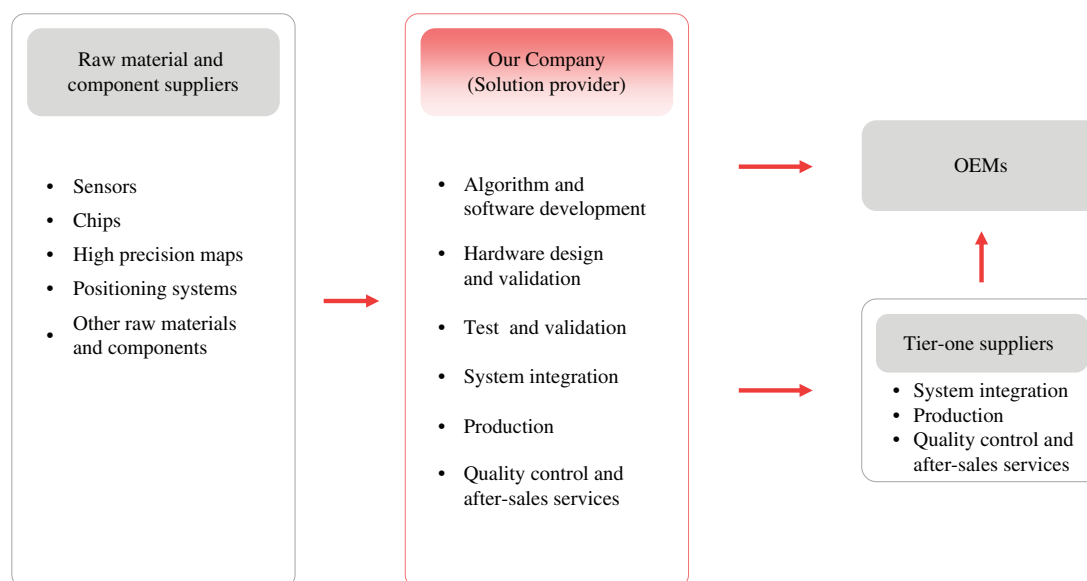 Raw material and
component suppliers
• Sensors
• Chips
• High precision maps
• Positioning systems
• Other raw materials
and components
Our Company
(Solution provider)
• Algorithm and
software development
• Hardware design
and validation
• Test and validation
• System integration
• Production
• Quality control and
after-sales services
OEMs
Tier-one suppliers
• System integration
• Production
• Quality control and
after-sales services